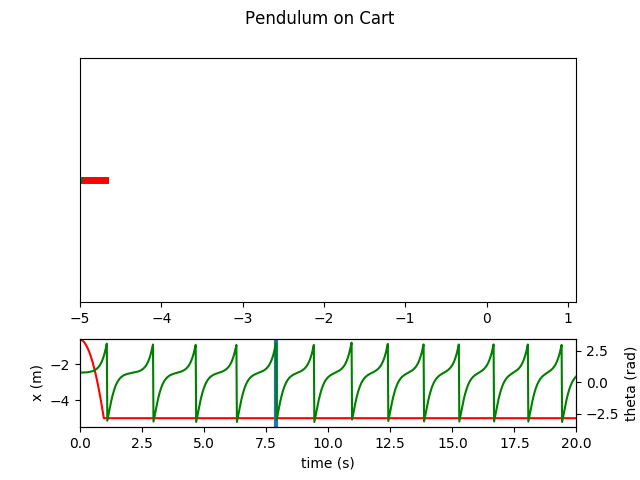 Pendulum on Cart
−5 −4 −3 −2 −1 0 1
−2
−4
x (m)
2.5
0.0
−2.5
theta (rad)
0.0 2.5 5.0 7.5 10.0 12.5 15.0 17.5 20.0
time (s)